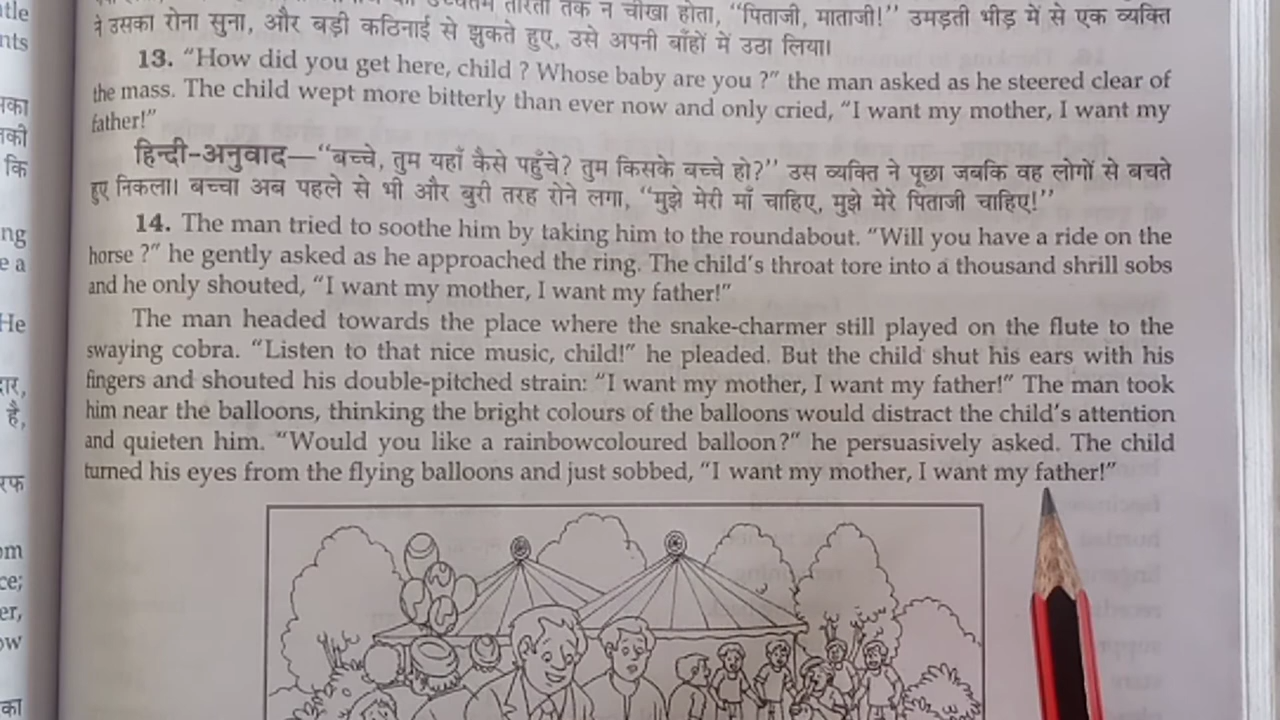 तक न चीखा होता, “पिताजी, माताजी!” उमड़ती भीड़ में से एक व्यक्ति
ने उसका रोना सुना, और बड़ी कठिनाई से झुकते हुए, उसे अपनी बाँहों में उठा लिया।
13. “How did you get here, child ? Whose baby are you ?” the man asked as he steered clear of
the mass. The child wept more bitterly than ever now and only cried, “I want my mother, I want my
father!”
हिन्दी-अनुवाद—“बच्चे, तुम यहाँ कैसे पहुँचे? तुम किसके बच्चे हो?” उस व्यक्ति ने पूछा जबकि वह लोगों से बचते
हुए निकला। बच्चा अब पहले से भी और बुरी तरह रोने लगा, “मुझे मेरी माँ चाहिए, मुझे मेरे पिताजी चाहिए!”
14. The man tried to soothe him by taking him to the roundabout. “Will you have a ride on the
horse ?” he gently asked as he approached the ring. The child’s throat tore into a thousand shrill sobs
and he only shouted, “I want my mother, I want my father!”
The man headed towards the place where the snake-charmer still played on the flute to the
swaying cobra. “Listen to that nice music, child!” he pleaded. But the child shut his ears with his
fingers and shouted his double-pitched strain: “I want my mother, I want my father!” The man took
him near the balloons, thinking the bright colours of the balloons would distract the child’s attention
and quieten him. “Would you like a rainbowcoloured balloon?” he persuasively asked. The child
turned his eyes from the flying balloons and just sobbed, “I want my mother, I want my father!”